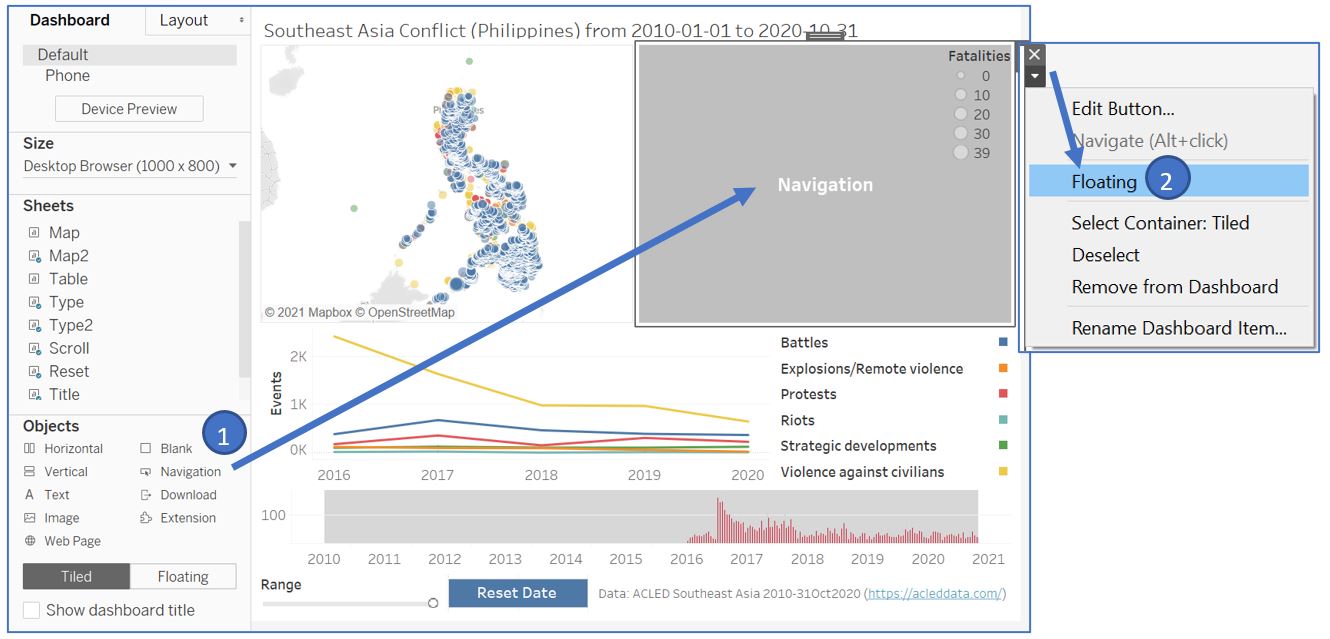 Dashboard
Layout
Default
Phone
Device Preview
Size
Desktop Browser (1000 x 800)
Sheets
Map
Map2
Table
Type
Type2
Scroll
Reset
Title
Objects
1
Horizontal
Blank
Vertical
Navigation
Text
Download
Image
Extension
Web Page
Tiled
Floating
Show dashboard title
Southeast Asia Conflict (Philippines) from 2010-01-01 to 2020-10-31
© 2021 Mapbox © OpenStreetMap
Navigation
Fatalities
0
10
20
30
39
Edit Button...
Navigate (Alt+click)
Floating
2
Select Container: Tiled
Deselect
Remove from Dashboard
Rename Dashboard Item...
Events
2K
1K
0K
2016 2017 2018 2019 2020
Battles
Explosions/Remote violence
Protests
Riots
Strategic developments
Violence against civilians
100
2010 2011 2012 2013 2014 2015 2016 2017 2018 2019 2020 2021
Range
Reset Date
Data: ACLED Southeast Asia 2010-31Oct2020 (https://acleddata.com/)